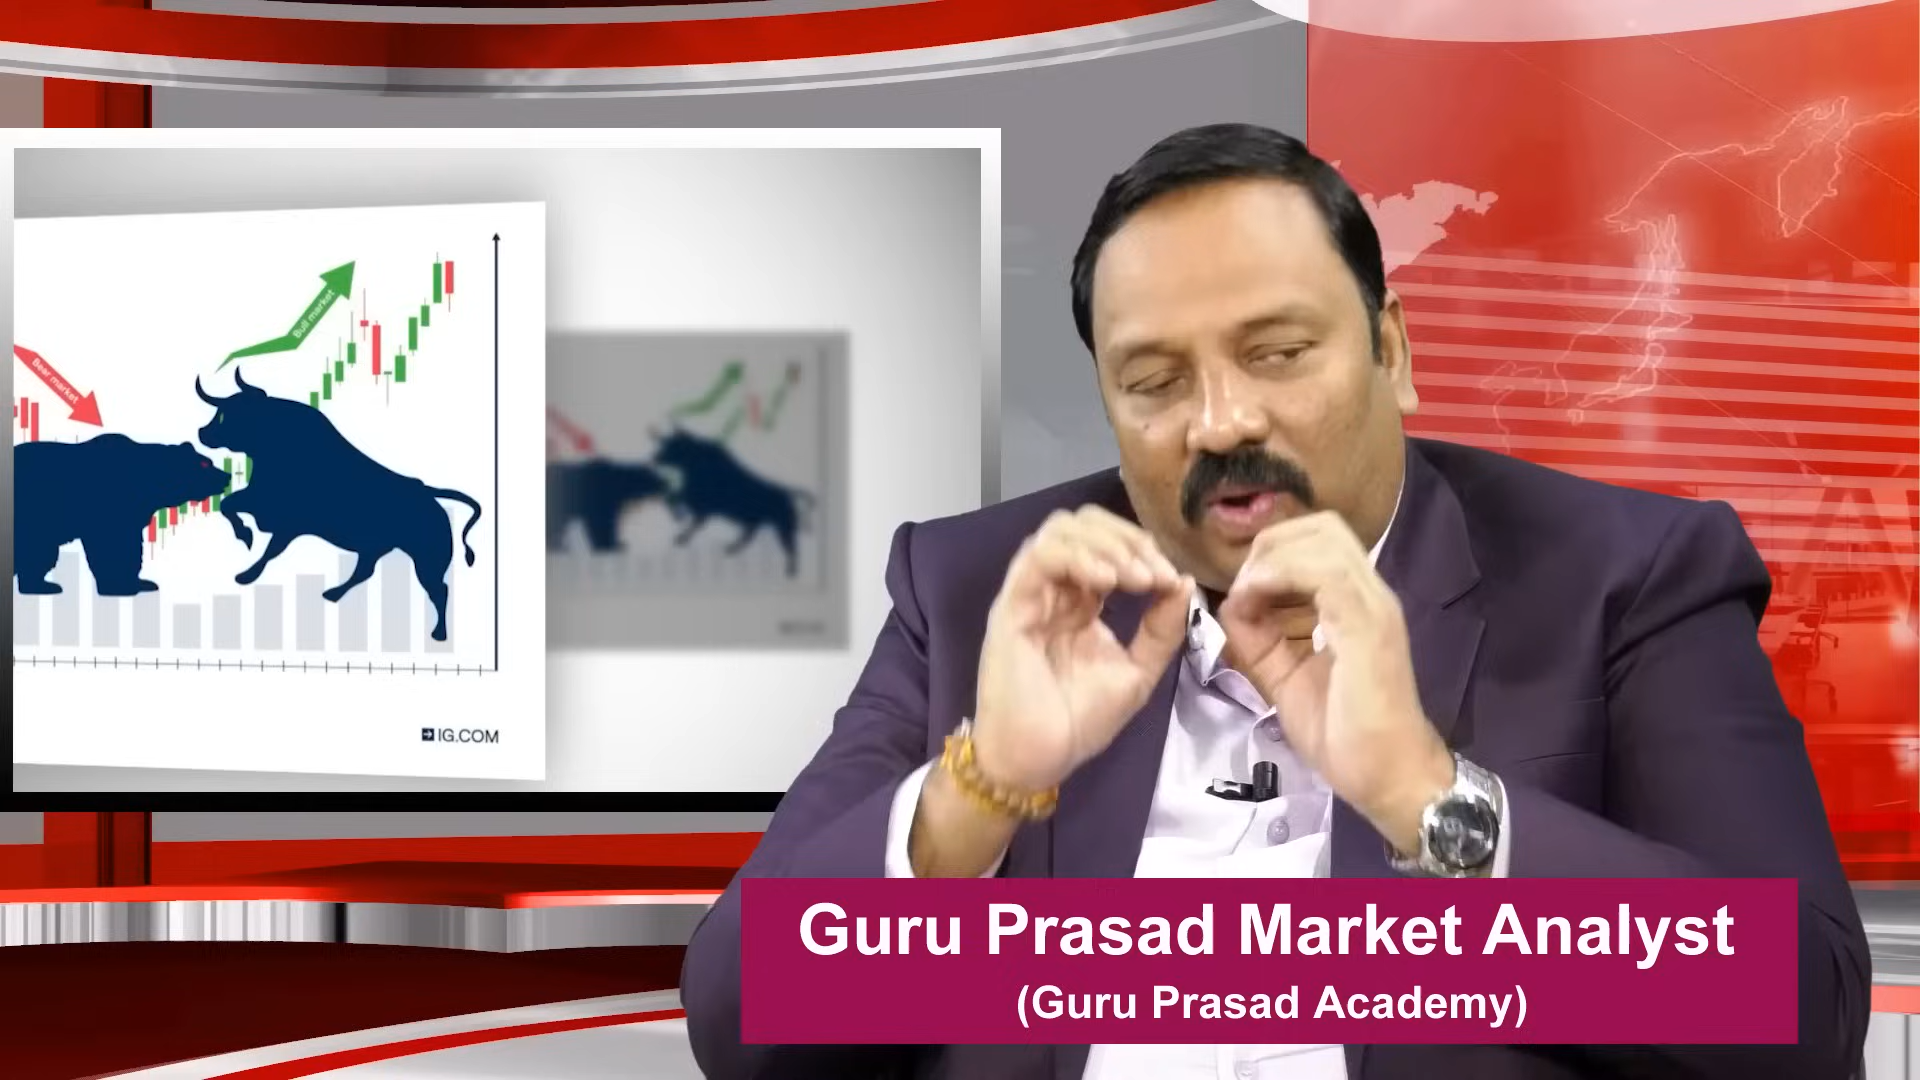 Bull market
Bear market
IG.COM
Guru Prasad Market Analyst
(Guru Prasad Academy)